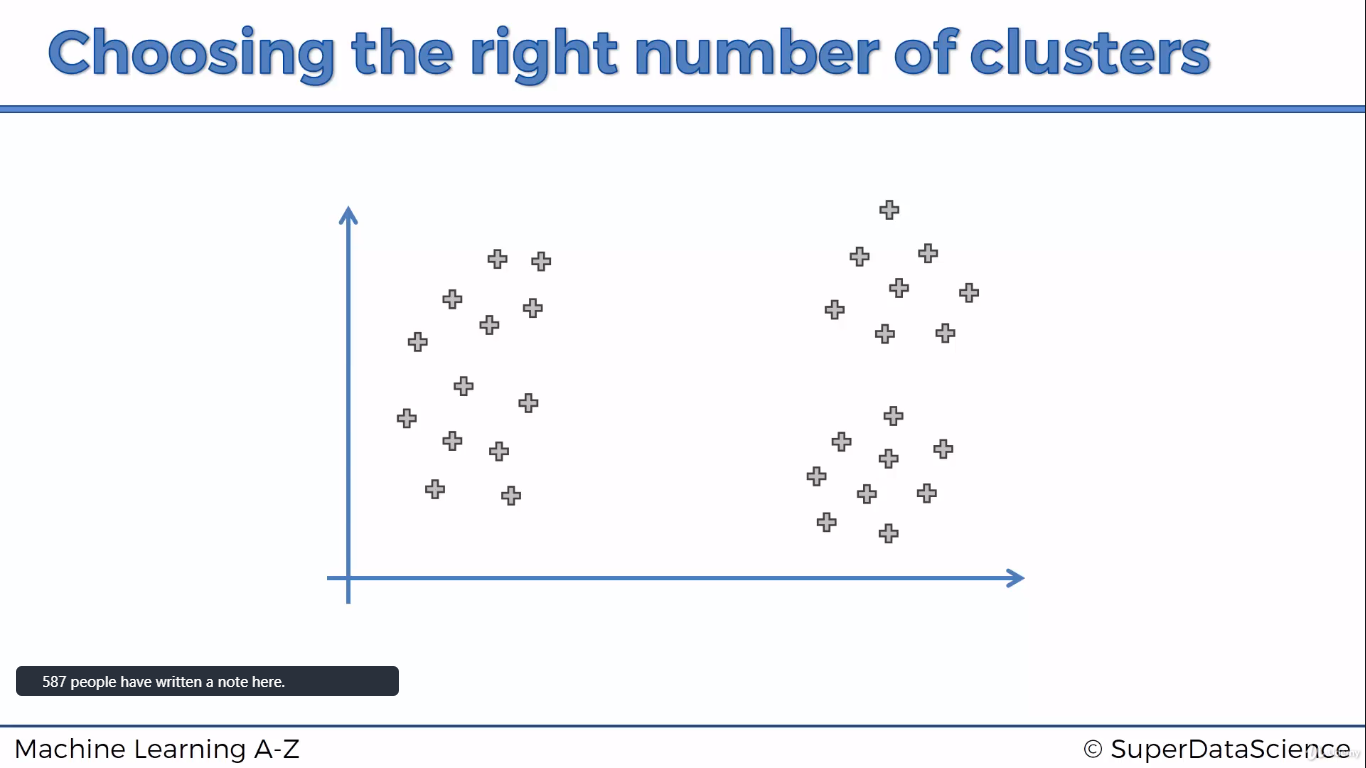 Choosing the right number of clusters
587 people have written a note here.
Machine Learning A-Z
© SuperDataScience